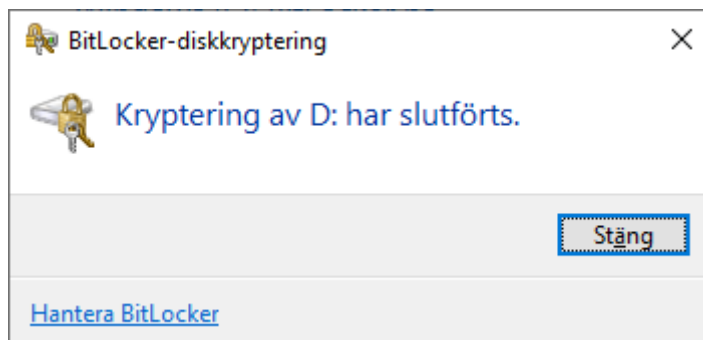 BitLocker-diskkryptering
Kryptering av D: har slutförts.
Stäng
Hantera BitLocker